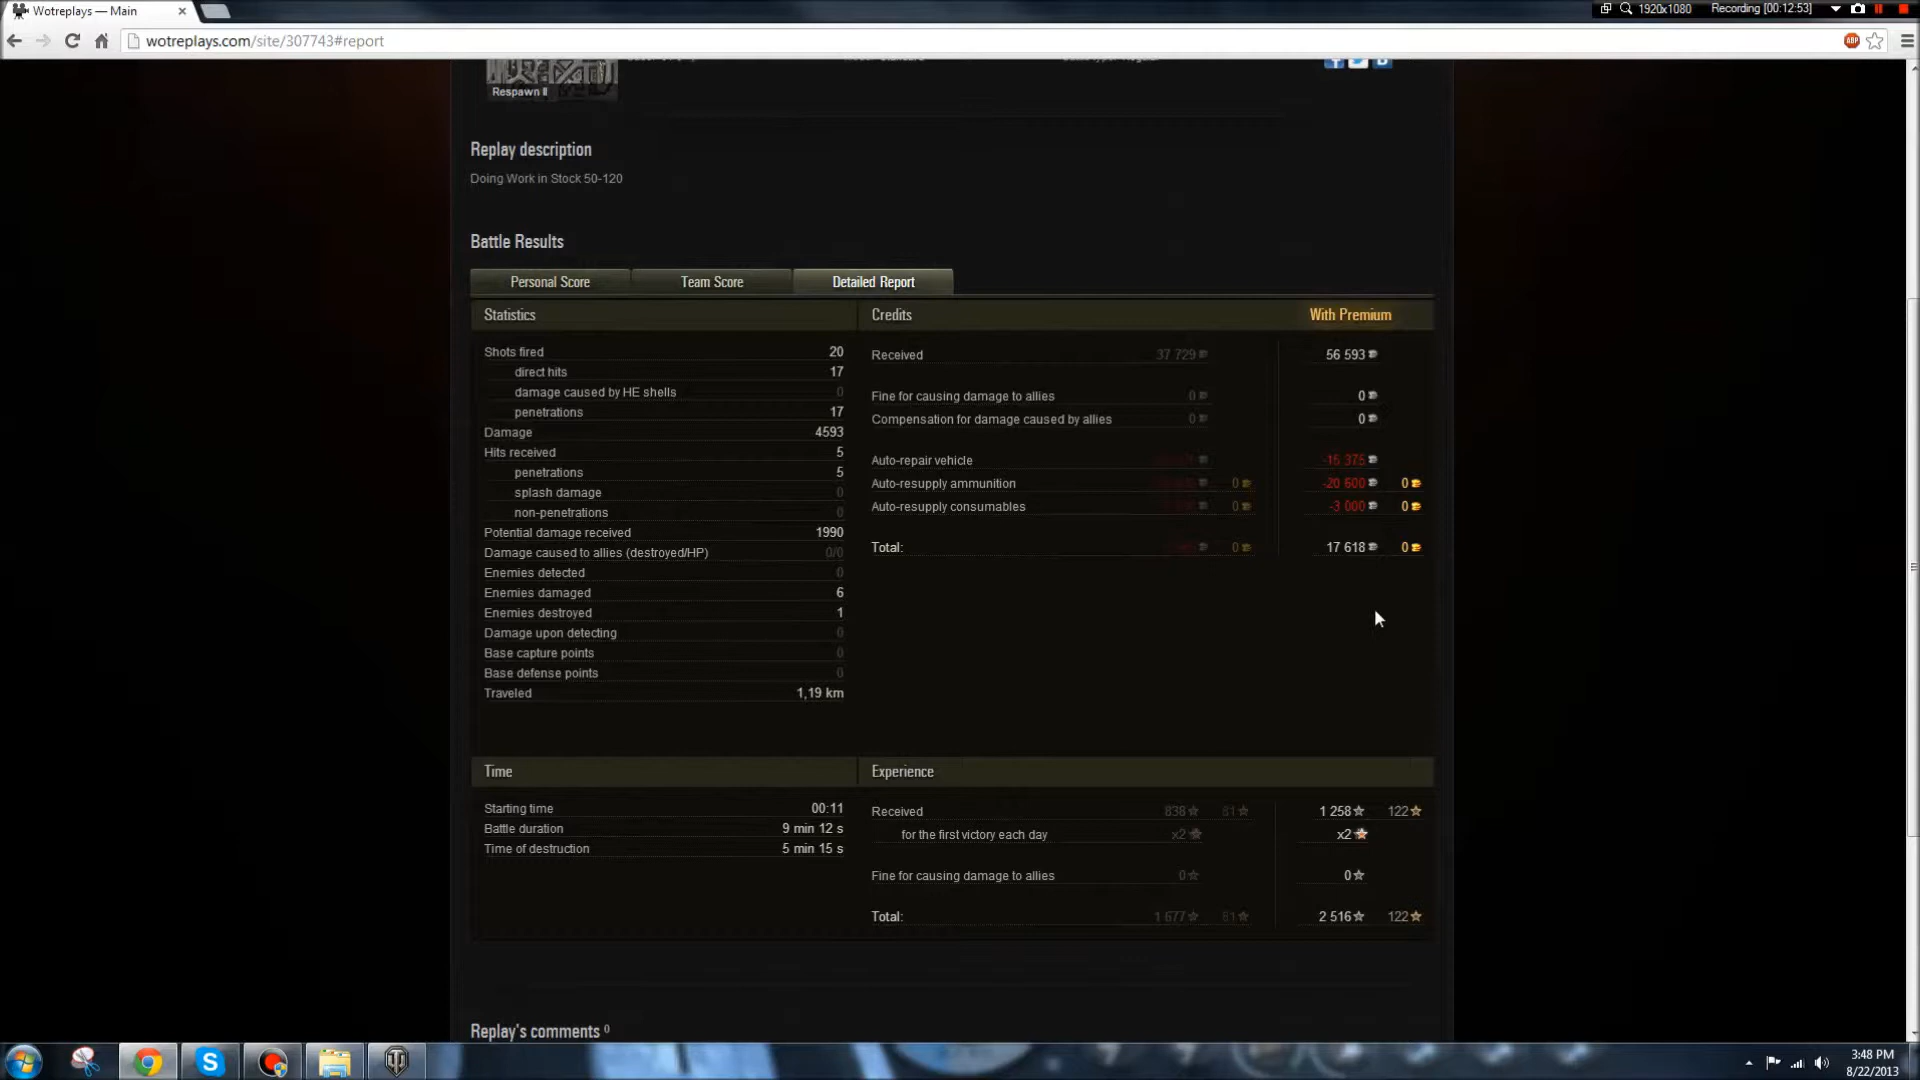 Wotreplays — Main
1920x1080
Recording [00:12:53]
wotreplays.com/site/307743#report
ABP
Respawn II
Replay description
Doing Work in Stock 50-120
Battle Results
Personal Score
Team Score
Detailed Report
Statistics
Credits
With Premium
Shots fired 20
direct hits 17
damage caused by HE shells 0
penetrations 17
Damage 4593
Hits received 5
penetrations 5
splash damage 0
non-penetrations 0
Potential damage received 1990
Damage caused to allies (destroyed/HP) 0/0
Enemies detected 0
Enemies damaged 6
Enemies destroyed 1
Damage upon detecting 0
Base capture points 0
Base defense points 0
Traveled 1,19 km
Received 37 729 56 593
Fine for causing damage to allies 0 0
Compensation for damage caused by allies 0 0
Auto-repair vehicle -15 375
Auto-resupply ammunition 0 -20 600 0
Auto-resupply consumables 0 -3 000 0
Total: 0 17 618 0
Time
Experience
Starting time 00:11
Battle duration 9 min 12 s
Time of destruction 5 min 15 s
Received 838 81 1 258 122
for the first victory each day x2 x2
Fine for causing damage to allies 0 0
Total: 1 677 81 2 516 122
Replay's comments 0
3:48 PM
8/22/2013